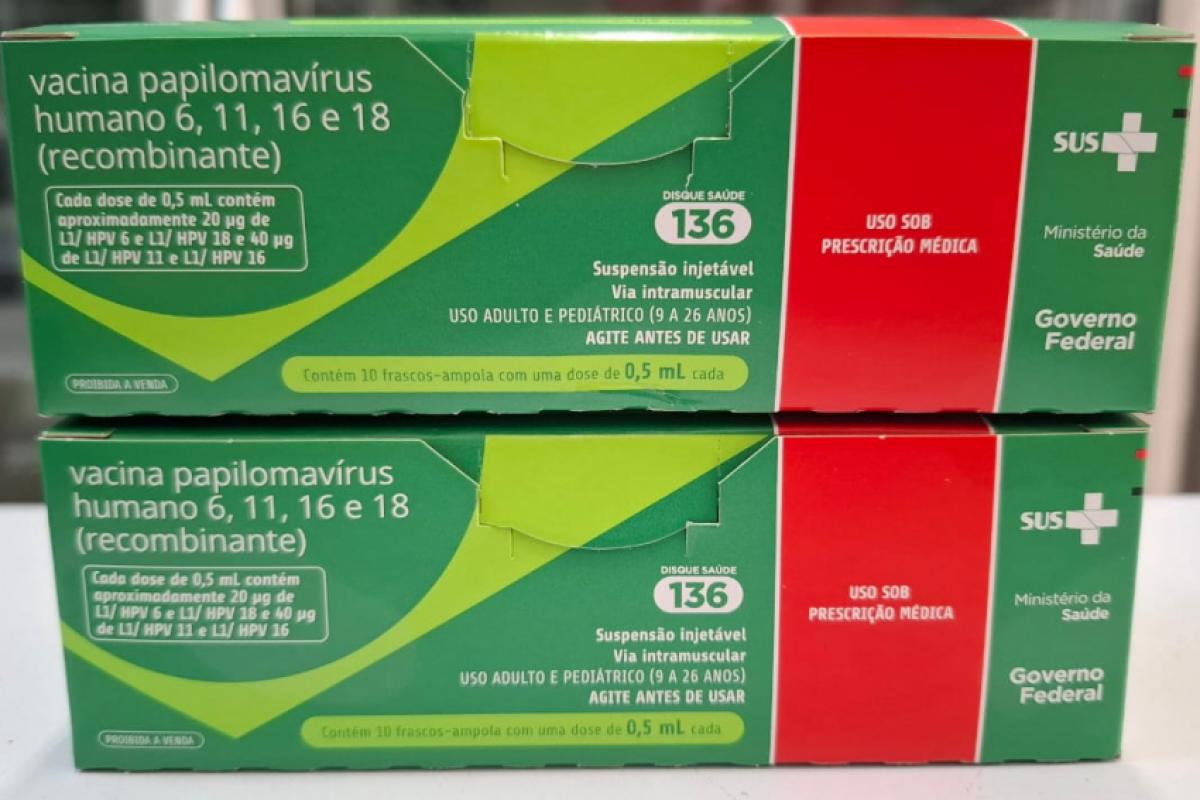 vacina papilomavírus
humano 6, 11, 16 e 18
(recombinante)
Cada dose de 0,5 mL contém
aproximadamente 20 µg de
L1/ HPV 6 e L1/ HPV 18 e 40 µg
de L1/ HPV 11 e L1/ HPV 16
PROIBIDA A VENDA
DISQUE SAÚDE
136
Suspensão injetável
Via intramuscular
USO ADULTO E PEDIÁTRICO (9 A 26 ANOS)
AGITE ANTES DE USAR
Contém 10 frascos-ampola com uma dose de 0,5 mL cada
USO SOB
PRESCRIÇÃO MÉDICA
SUS
Ministério da
Saúde
Governo
Federal
vacina papilomavírus
humano 6, 11, 16 e 18
(recombinante)
Cada dose de 0,5 mL contém
aproximadamente 20 µg de
L1/ HPV 6 e L1/ HPV 18 e 40 µg
de L1/ HPV 11 e L1/ HPV 16
PROIBIDA A VENDA
DISQUE SAÚDE
136
Suspensão injetável
Via intramuscular
USO ADULTO E PEDIÁTRICO (9 A 26 ANOS)
AGITE ANTES DE USAR
Contém 10 frascos-ampola com uma dose de 0,5 mL cada
USO SOB
PRESCRIÇÃO MÉDICA
SUS
Ministério da
Saúde
Governo
Federal